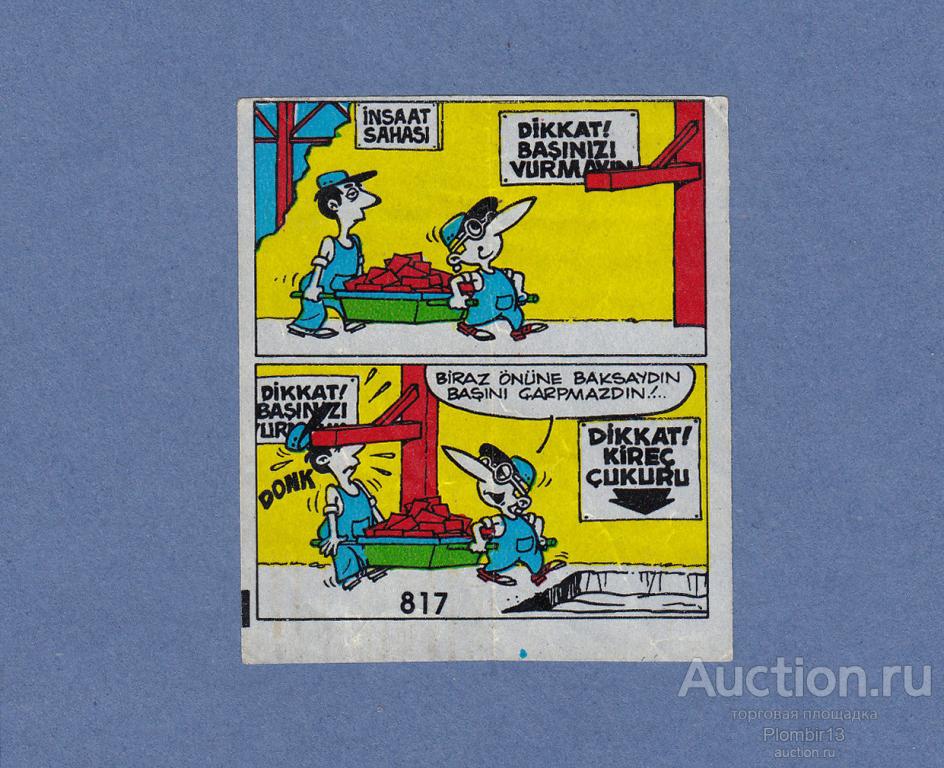 İNSAAT
SAHASI
DİKKAT!
BAŞINIZI
VURMAYIN
BİRAZ ÖNÜNE BAKSAYDIN
BAŞINI ÇARPMAZDIN!..
DİKKAT!
BAŞINIZI
DONK
DİKKAT!
KİREÇ
ÇUKURU
817
Auction.ru
торговая площадка
Plombir13
auction.ru